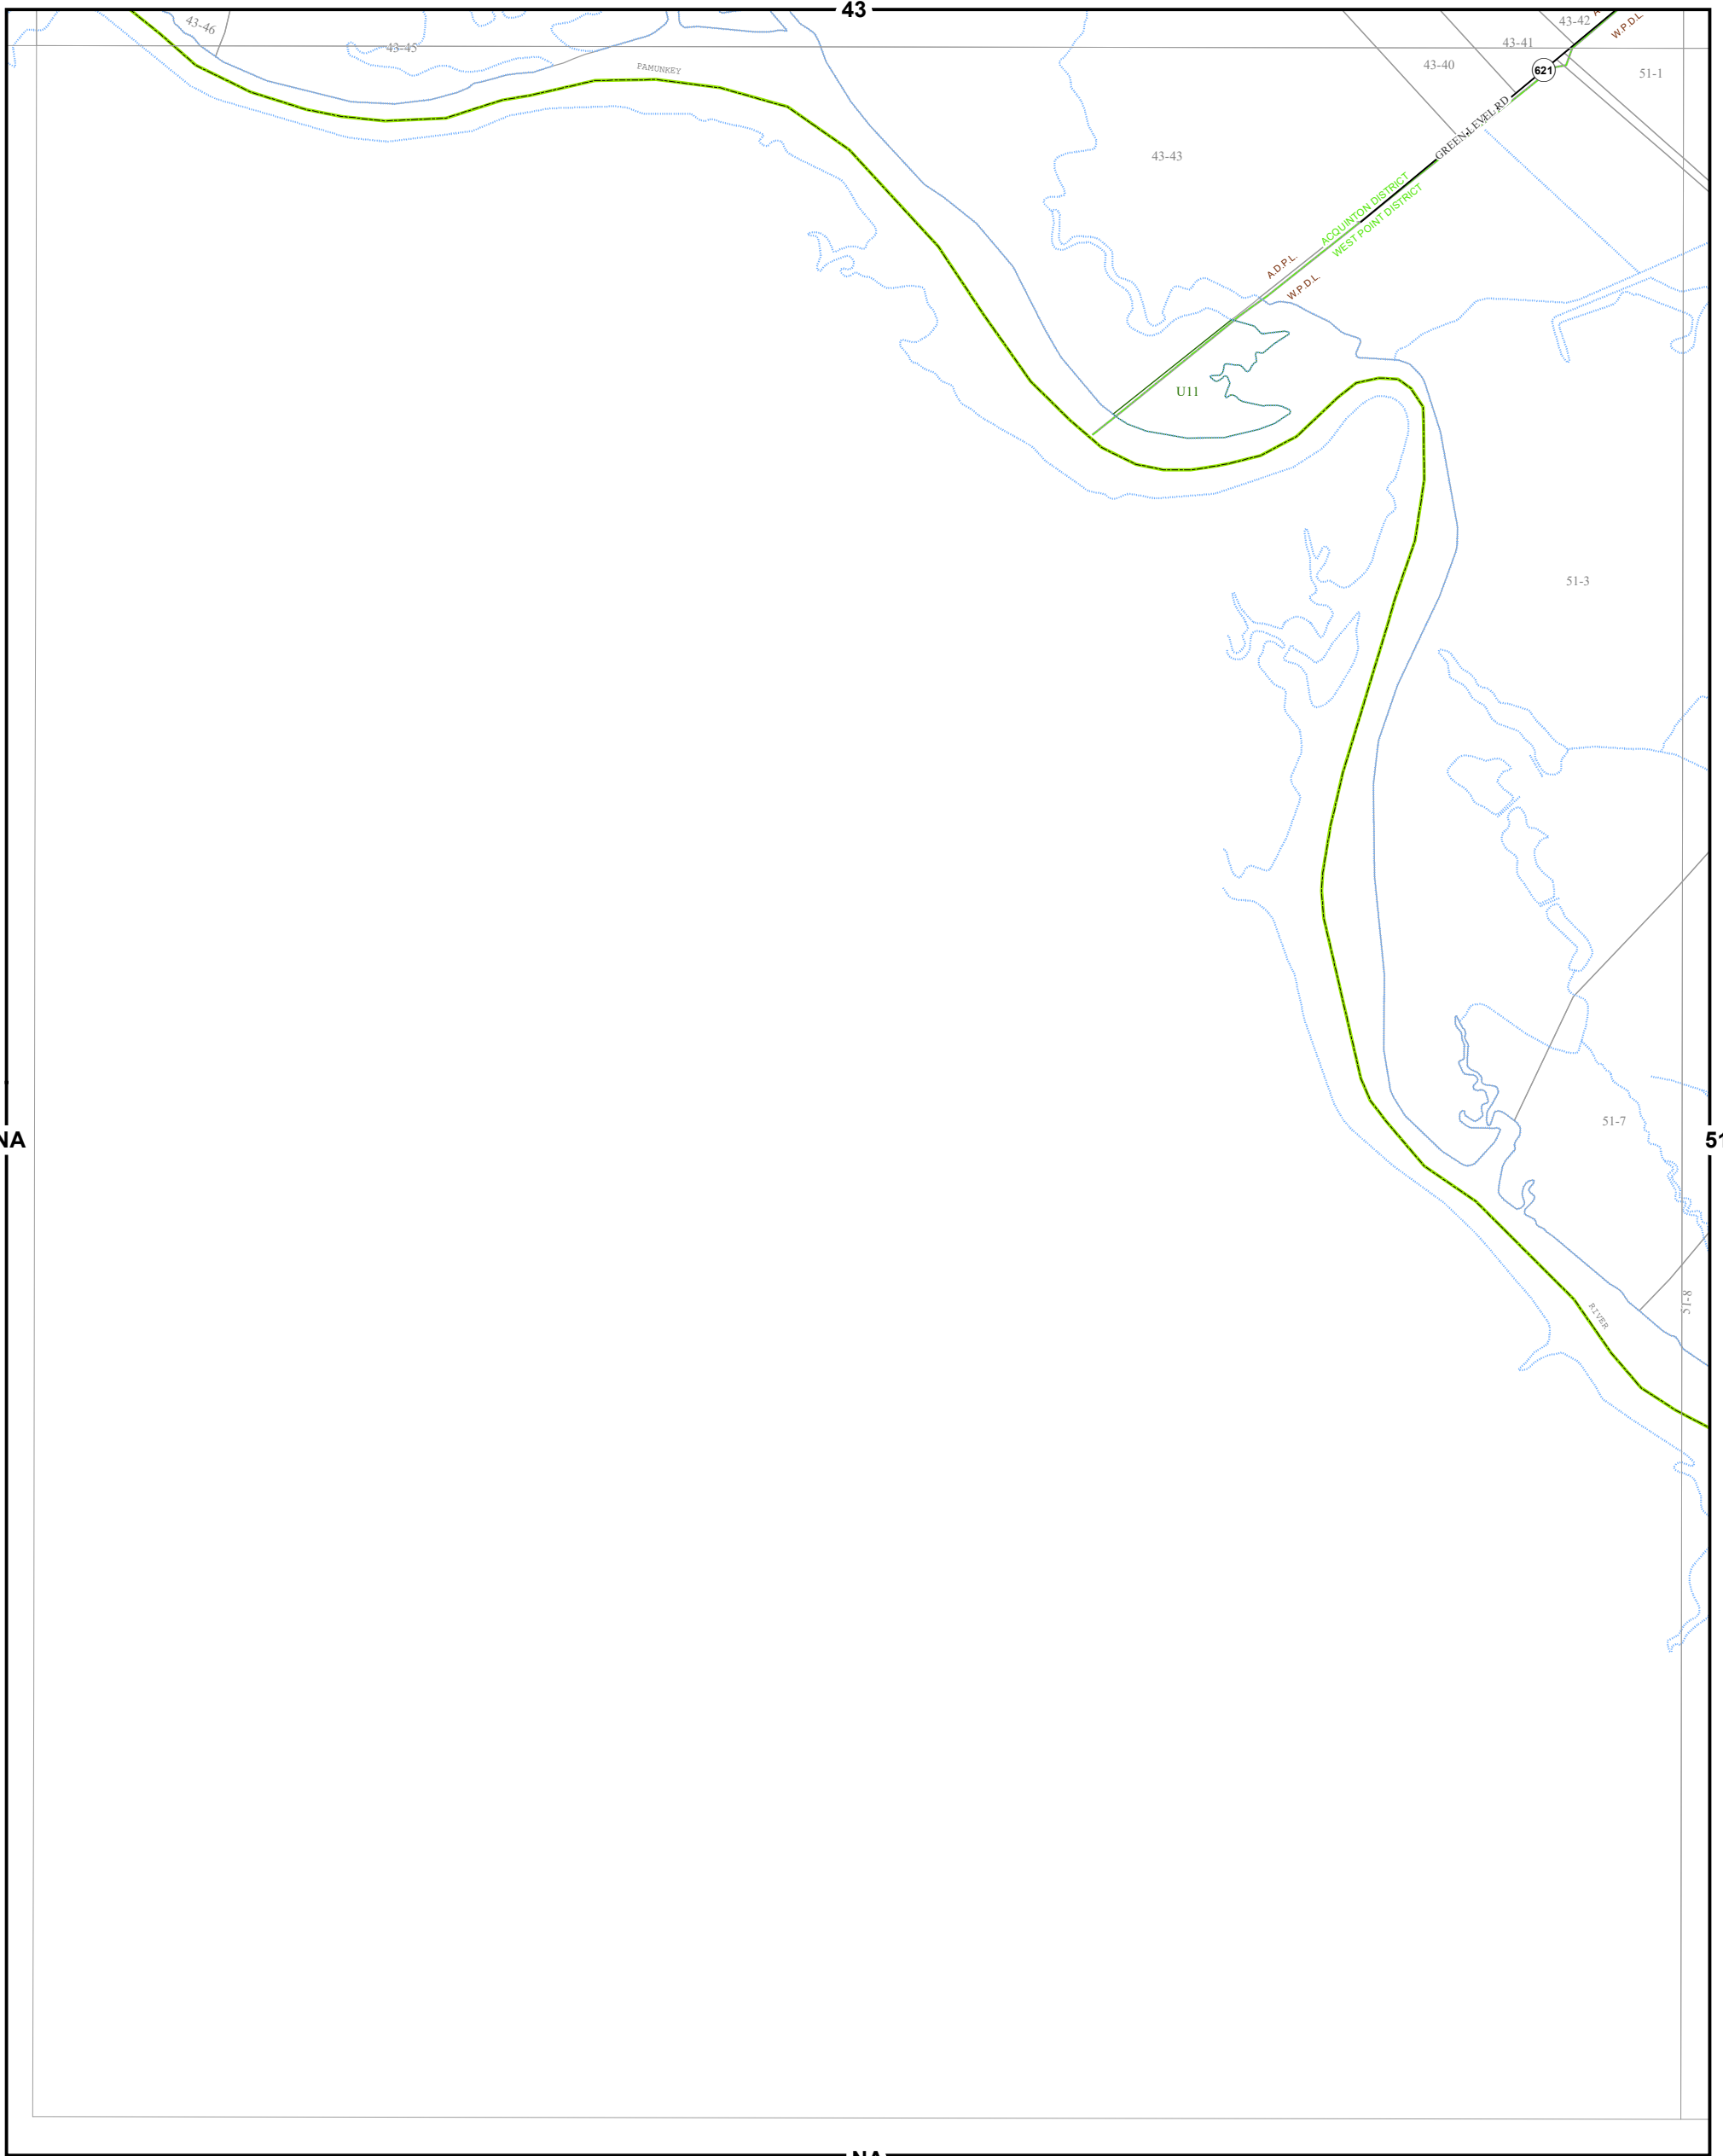 43
43-46
43-45
PAMUNKEY
43-42
W.P.D.L.
43-41
43-40
621
51-1
GREEN LEVEL RD
43-43
ACQUINTON DISTRICT
WEST POINT DISTRICT
A.D.P.L.
W.P.D.L.
U11
51-3
51-7
NA
51
51-8
RIVER
NA